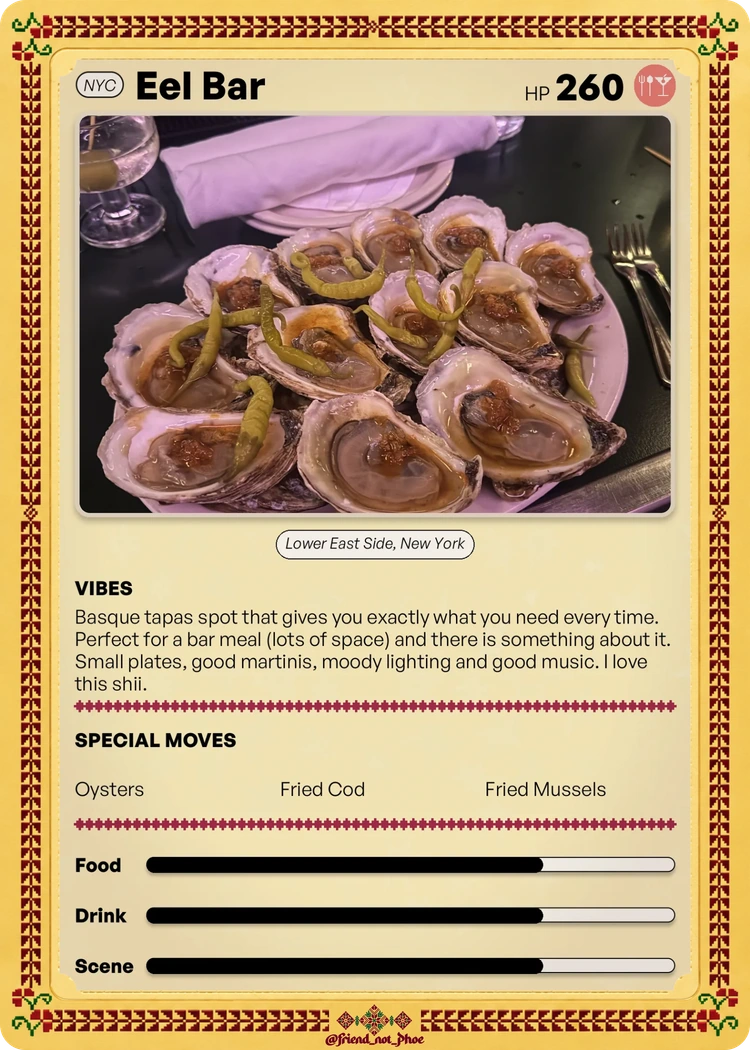 NYC Eel Bar HP 260
Lower East Side, New York
VIBES
Basque tapas spot that gives you exactly what you need every time.
Perfect for a bar meal (lots of space) and there is something about it.
Small plates, good martinis, moody lighting and good music. I love
this shii.
SPECIAL MOVES
Oysters Fried Cod Fried Mussels
Food
Drink
Scene
@friend_not_phoe